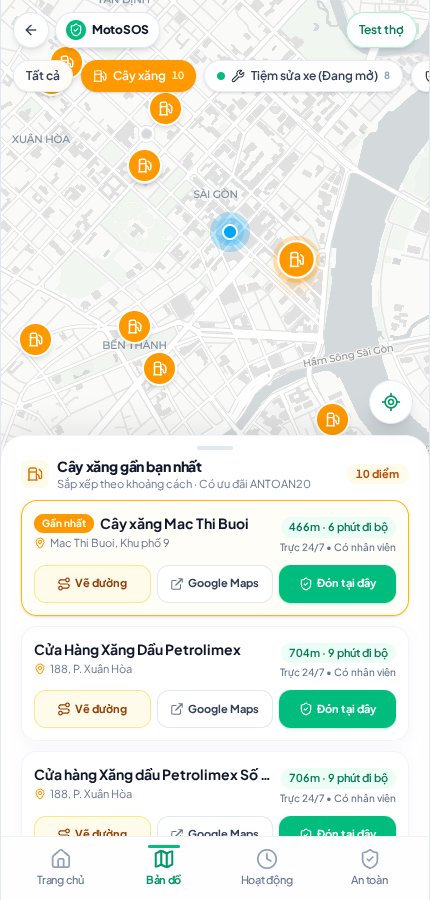 TÂN ĐỊNH
MotoSOS
Test thợ
Tất cả
Cây xăng 10
Tiệm sửa xe (Đang mở) 8
XUÂN HÒA
SÀI GÒN
BẾN THÀNH
Hầm Sông Sài Gòn
Cây xăng gần bạn nhất
10 điểm
Sắp xếp theo khoảng cách · Có ưu đãi ANTOAN20
Gần nhất Cây xăng Mac Thi Buoi
466m · 6 phút đi bộ
Mac Thi Buoi, Khu phố 9
Trực 24/7 • Có nhân viên
Vẽ đường
Google Maps
Đón tại đây
Cửa Hàng Xăng Dầu Petrolimex
704m · 9 phút đi bộ
188, P. Xuân Hòa
Trực 24/7 • Có nhân viên
Vẽ đường
Google Maps
Đón tại đây
Cửa hàng Xăng dầu Petrolimex Số ...
706m · 9 phút đi bộ
188, P. Xuân Hòa
Trực 24/7 • Có nhân viên
Vẽ đường
Google Maps
Đón tại đây
Trang chủ
Bản đồ
Hoạt động
An toàn